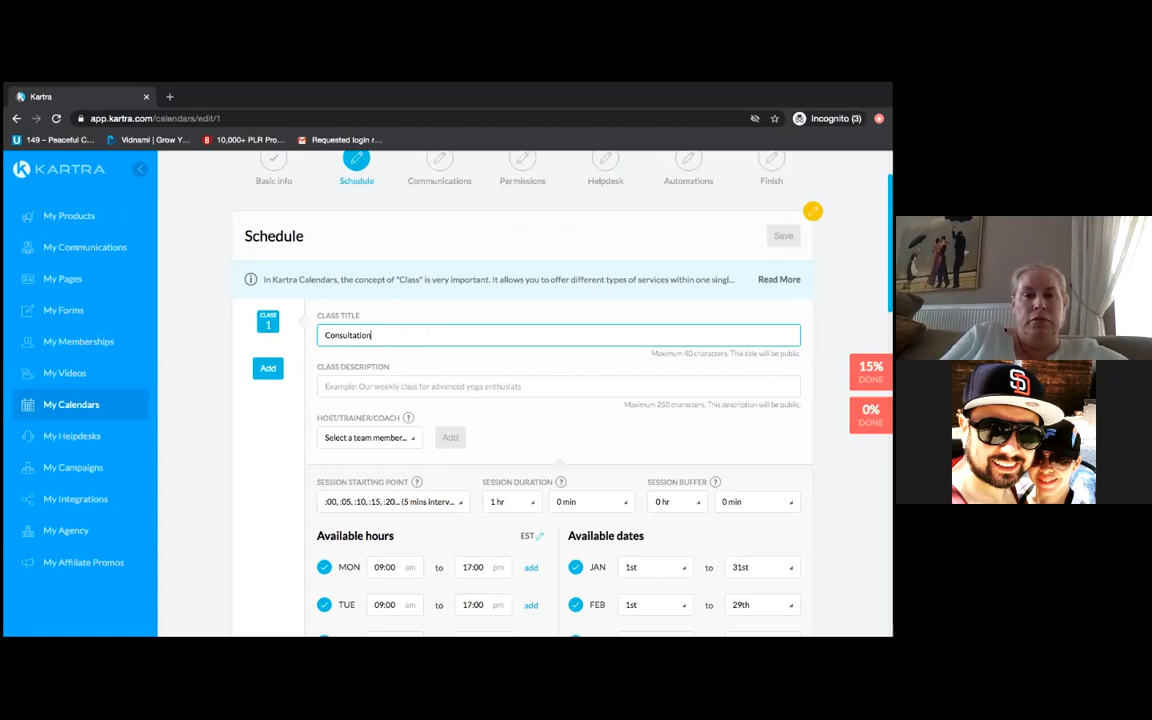 Kartra
app.kartra.com/calendars/edit/1
Incognito (3)
149 – Peaceful C...
Vidnami | Grow Y...
10,000+ PLR Pro...
Requested login r...
KARTRA
My Products
My Communications
My Pages
My Forms
My Memberships
My Videos
My Calendars
My Helpdesks
My Campaigns
My Integrations
My Agency
My Affiliate Promos
Basic info
Schedule
Communications
Permissions
Helpdesk
Automations
Finish
Schedule
Save
In Kartra Calendars, the concept of "Class" is very important. It allows you to offer different types of services within one singl...
Read More
CLASS
1
Add
CLASS TITLE
Consultation
Maximum 40 characters. This title will be public.
CLASS DESCRIPTION
Example: Our weekly class for advanced yoga enthusiats
Maximum 250 characters. This description will be public.
HOST/TRAINER/COACH ?
Select a team member...
Add
SESSION STARTING POINT ?
SESSION DURATION ?
SESSION BUFFER ?
:00, :05, :10, :15, :20... (5 mins interv...
1 hr
0 min
0 hr
0 min
Available hours
EST
Available dates
MON 09:00 am to 17:00 pm add
JAN 1st to 31st
TUE 09:00 am to 17:00 pm add
FEB 1st to 29th
15%
DONE
0%
DONE
SD